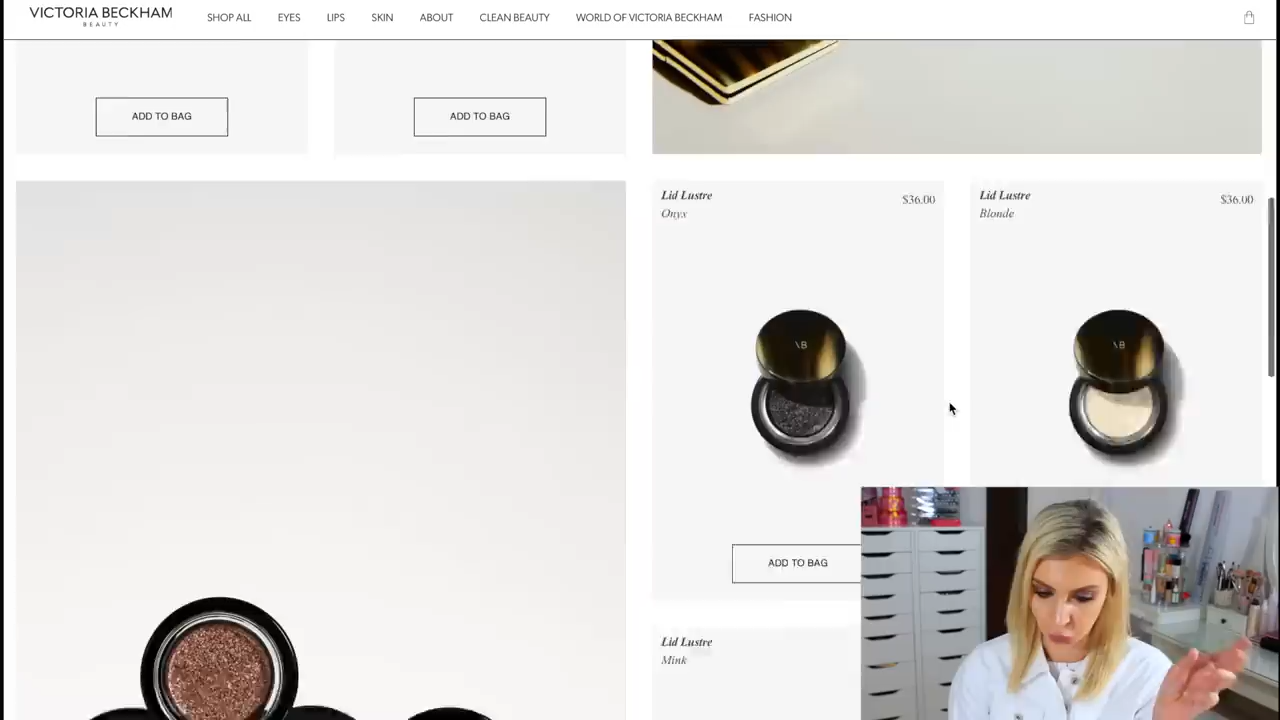 VICTORIA BECKHAM
BEAUTY
SHOP ALL
EYES
LIPS
SKIN
ABOUT
CLEAN BEAUTY
WORLD OF VICTORIA BECKHAM
FASHION
ADD TO BAG
ADD TO BAG
Lid Lustre
$36.00
Onyx
VB
ADD TO BAG
Lid Lustre
$36.00
Blonde
VB
Lid Lustre
Mink